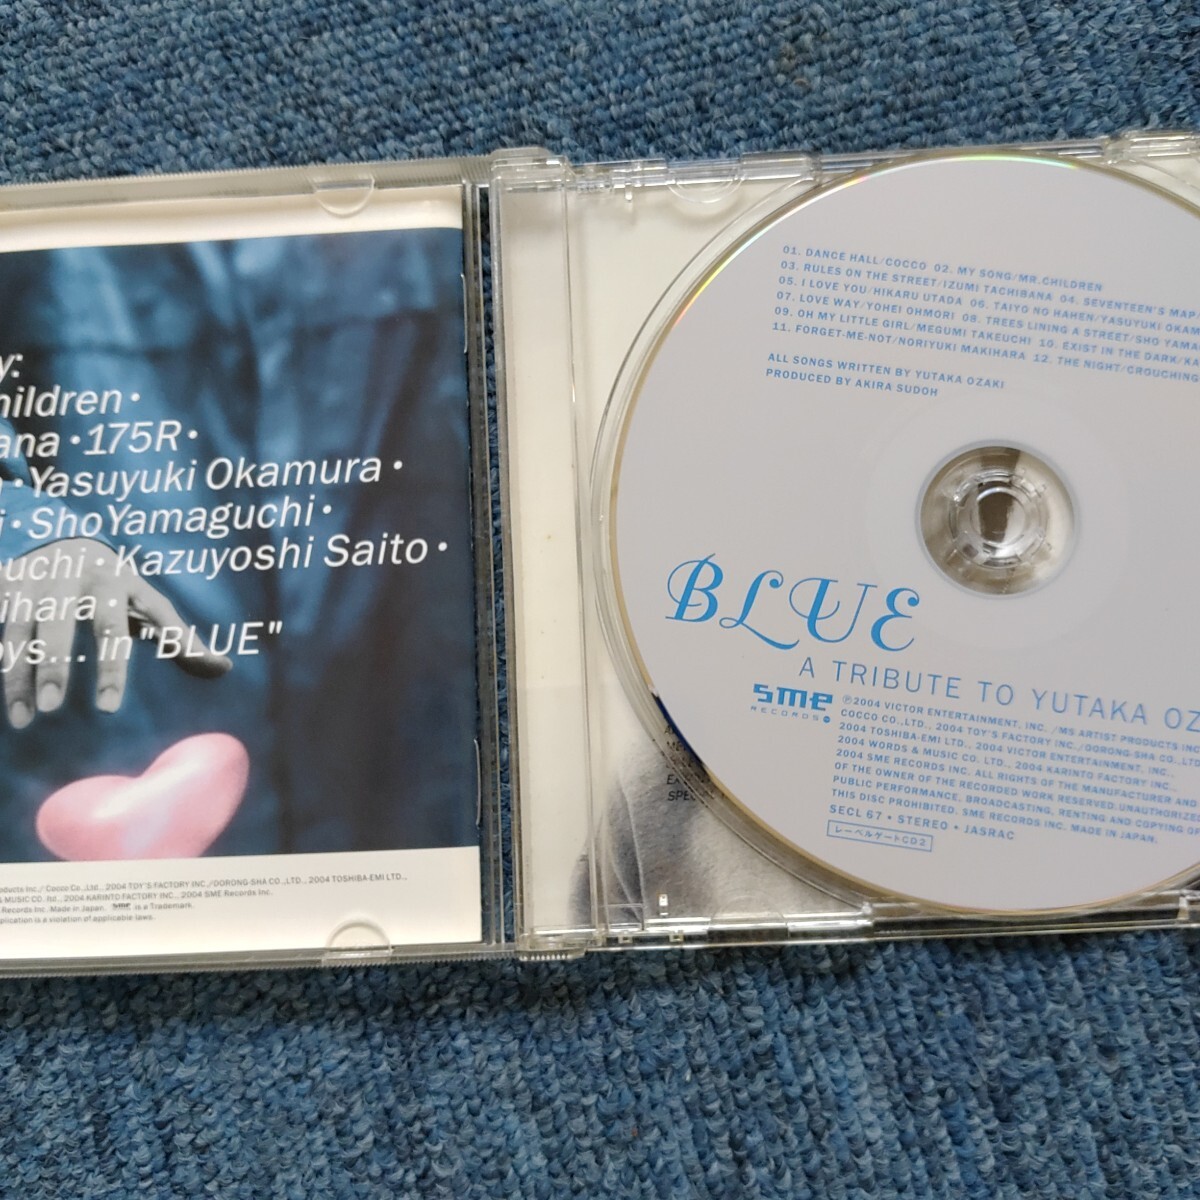 hildren・
ana・175R・
・Yasuyuki Okamura・
i・Sho Yamaguchi・
uchi・Kazuyoshi Saito・
ihara・
oys... in "BLUE"
oducts Inc./ Cocco Co.,Ltd., 2004 TOY'S FACTORY INC./OORONG-SHA CO.,LTD., 2004 TOSHIBA-EMI LTD.,
& MUSIC CO. ltd., 2004 KARINTO FACTORY INC., 2004 SME Records Inc.
Records Inc. Made in Japan. sme is a Trademark.
plication is a violation of applicable laws.
01. DANCE HALL/COCCO 02. MY SONG/MR.CHILDREN
03. RULES ON THE STREET/IZUMI TACHIBANA 04. SEVENTEEN'S MAP
05. I LOVE YOU/HIKARU UTADA 06. TAIYO NO HAHEN/YASUYUKI OKAM
07. LOVE WAY/YOHEI OHMORI 08. TREES LINING A STREET/SHO YAMAG
09. OH MY LITTLE GIRL/MEGUMI TAKEUCHI 10. EXIST IN THE DARK/KA
11. FORGET-ME-NOT/NORIYUKI MAKIHARA 12. THE NIGHT/CROUCHING
ALL SONGS WRITTEN BY YUTAKA OZAKI
PRODUCED BY AKIRA SUDOH
BLUE
A TRIBUTE TO YUTAKA OZ
sme
RECORDS
℗2004 VICTOR ENTERTAINMENT, INC. /MS ARTIST PRODUCTS INC
COCCO CO.,LTD., 2004 TOY'S FACTORY INC./OORONG-SHA CO.,LTD
2004 TOSHIBA-EMI LTD., 2004 VICTOR ENTERTAINMENT, INC.,
2004 WORDS & MUSIC CO. LTD., 2004 KARINTO FACTORY INC.,
2004 SME RECORDS INC. ALL RIGHTS OF THE MANUFACTURER AND
OF THE OWNER OF THE RECORDED WORK RESERVED.UNAUTHORIZE
PUBLIC PERFORMANCE, BROADCASTING, RENTING AND COPYING O
THIS DISC PROHIBITED. SME RECORDS INC. MADE IN JAPAN.
SECL 67・STEREO・JASRAC
レーベルゲートCD2